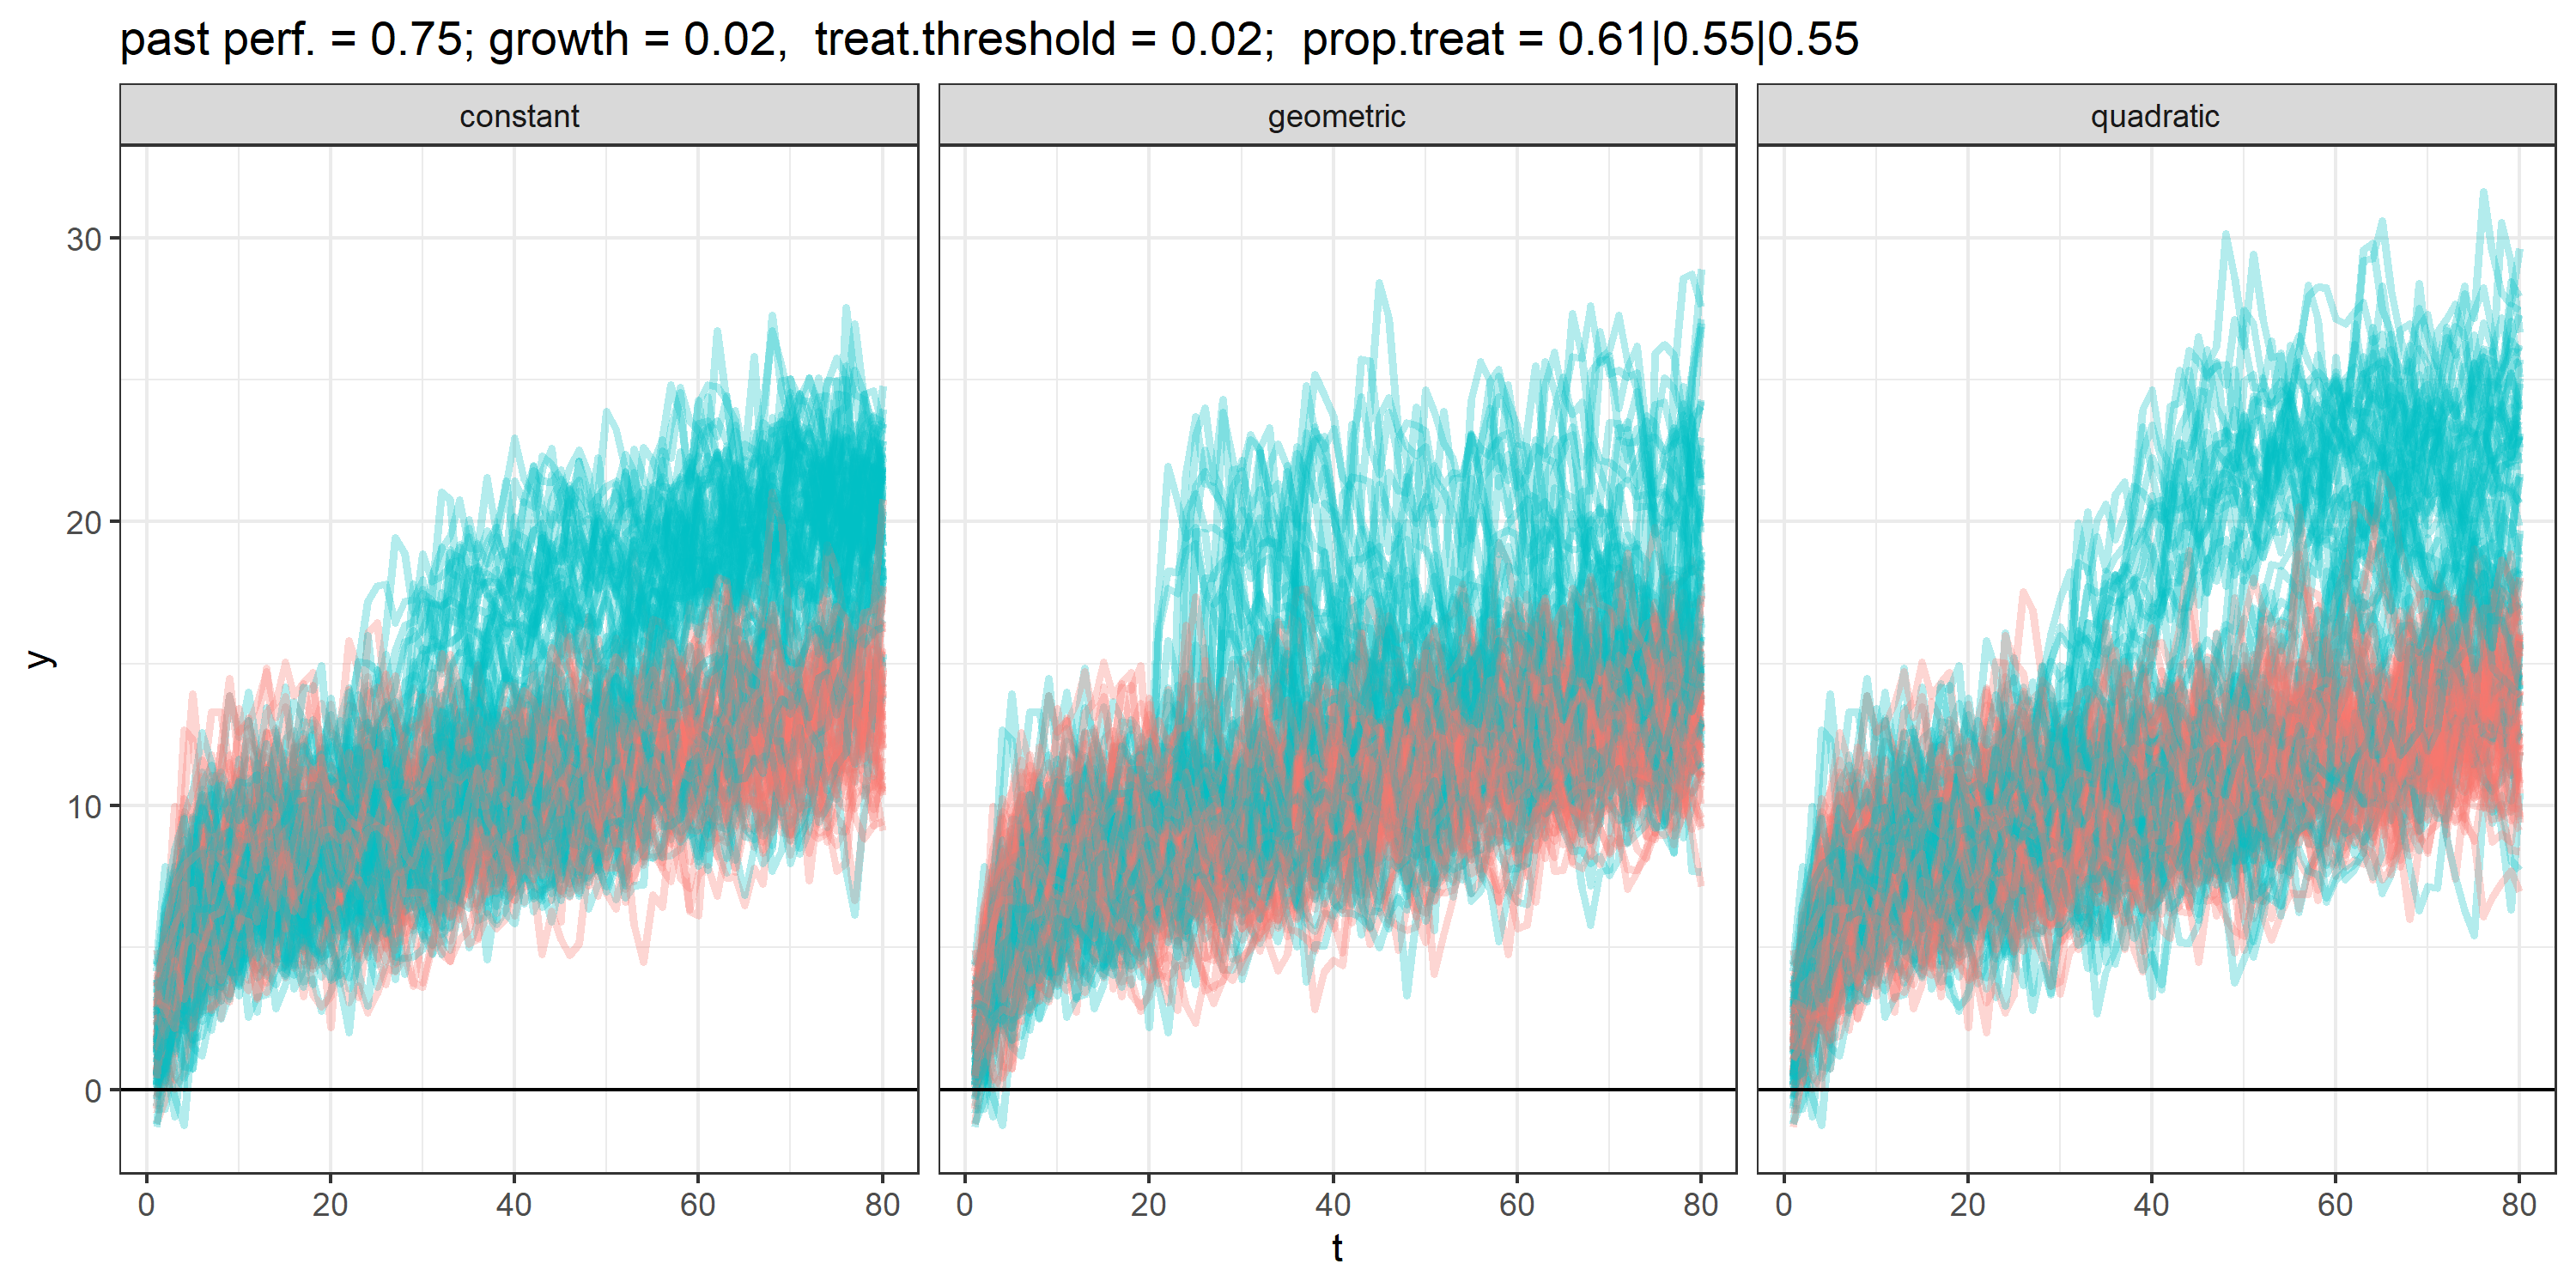 past perf. = 0.75; growth = 0.02,  treat.threshold = 0.02;  prop.treat = 0.61|0.55|0.55
constant geometric quadratic
30
20
10
0
y
0 20 40 60 80 0 20 40 60 80 0 20 40 60 80
t